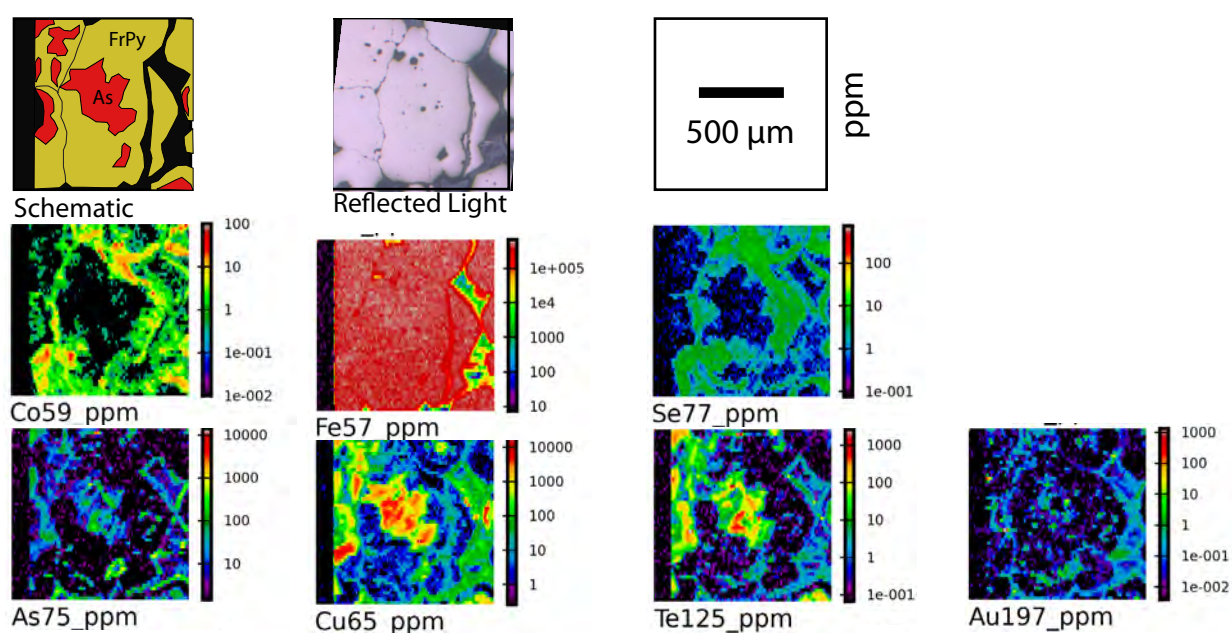 FrPy
As
Schematic
Reflected Light
500 μm
ppm
100
10
1
1e-001
1e-002
Co59_ppm
1e+005
1e4
1000
100
10
Fe57_ppm
100
10
1
1e-001
Se77_ppm
10000
1000
100
10
As75_ppm
10000
1000
100
10
1
Cu65_ppm
1000
100
10
1
1e-001
Te125_ppm
1000
100
10
1
1e-001
1e-002
Au197_ppm